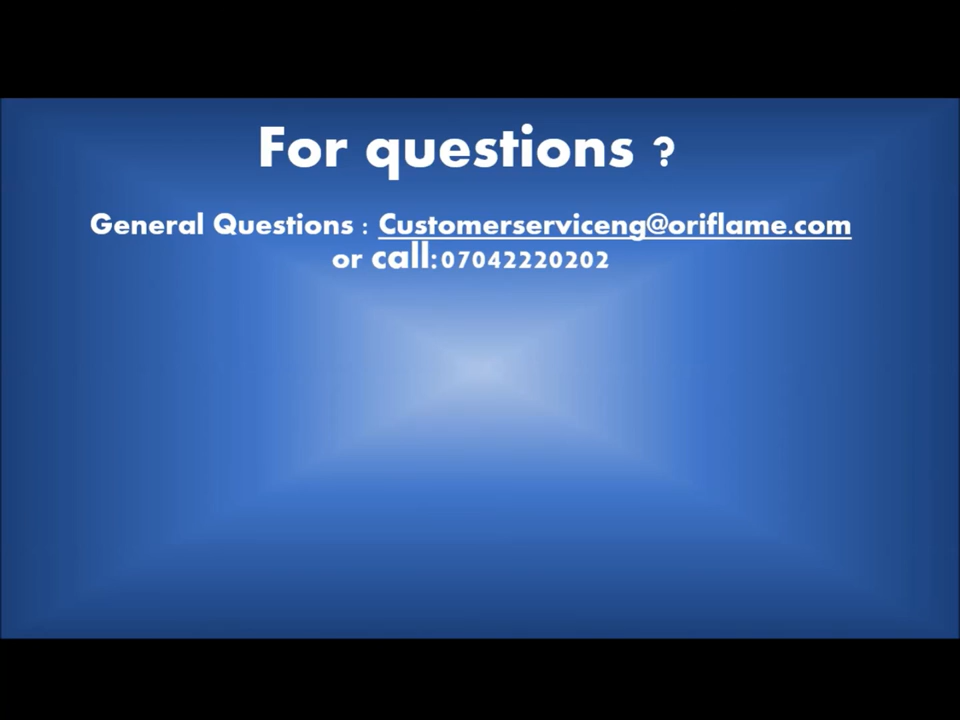 For questions ?
General Questions : Customerserviceng@oriflame.com
or call:07042220202